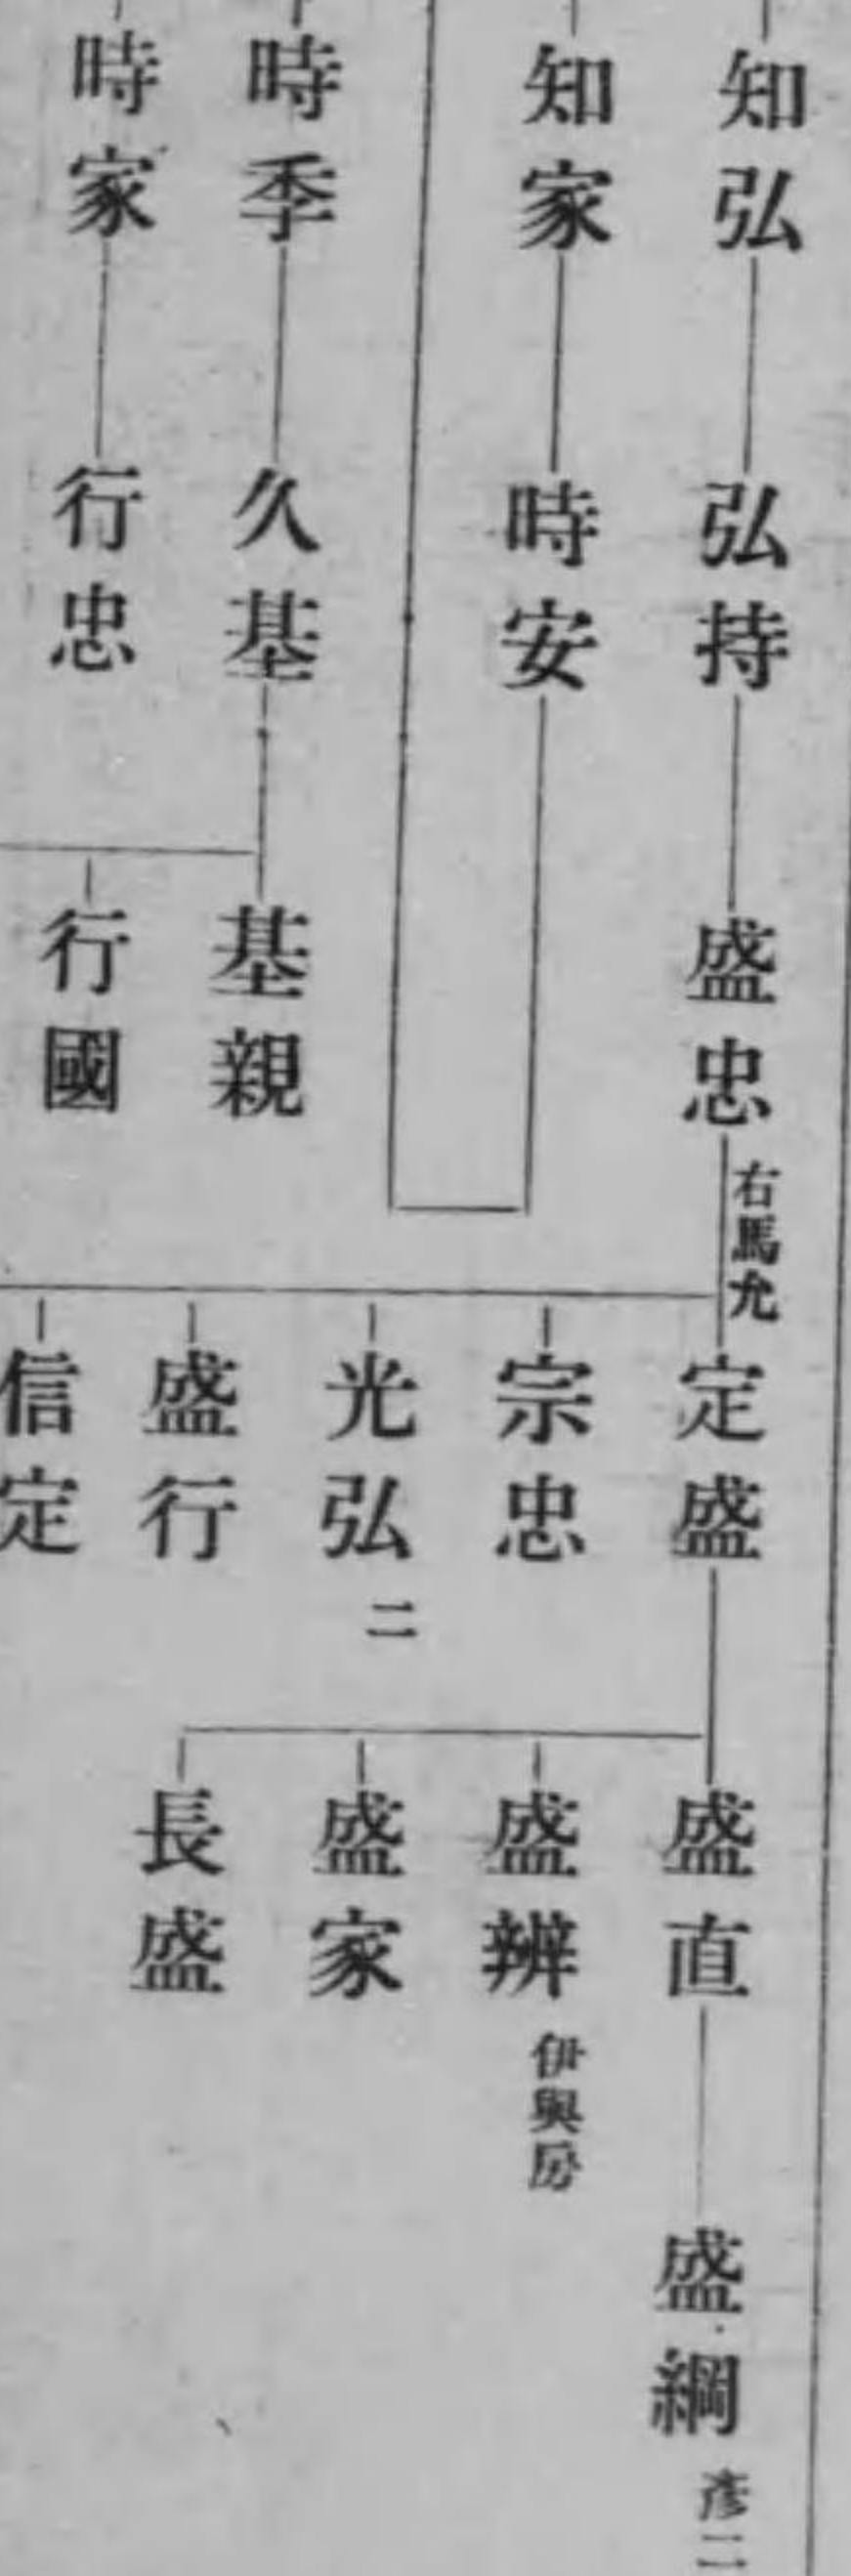 知弘
弘持
盛忠
右馬允
定盛
盛直
盛綱
彦二
知家
時安
宗忠
盛辨
伊與房
光弘
二
盛家
時季
久基
基親
盛行
長盛
時家
行忠
行國
信定